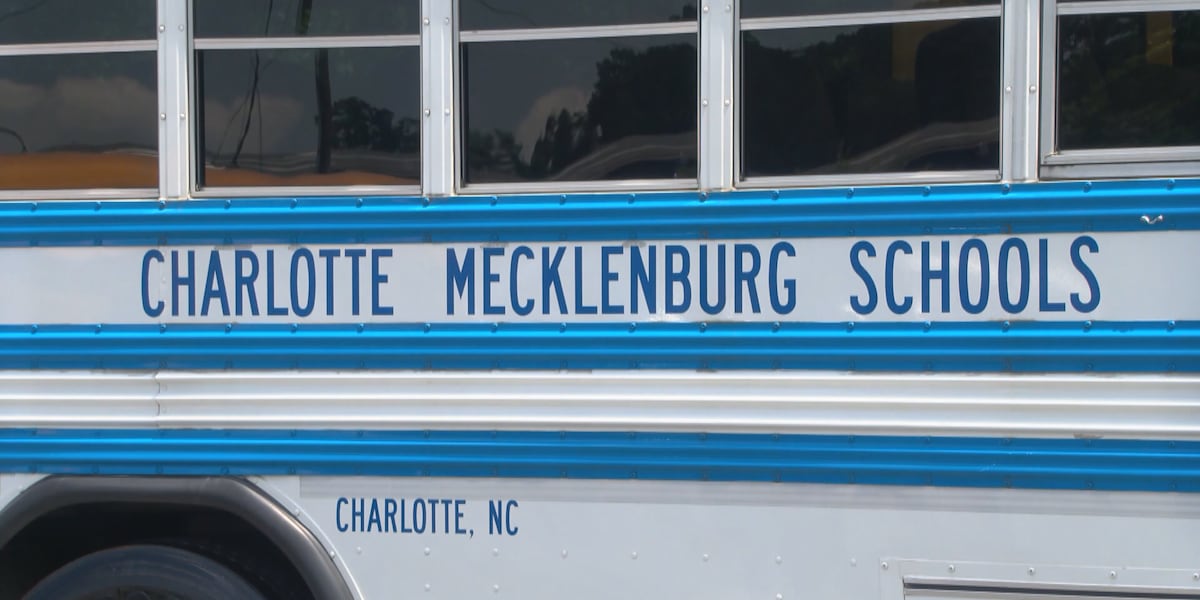 CHARLOTTE MECKLENBURG SCHOOLS
CHARLOTTE, NC